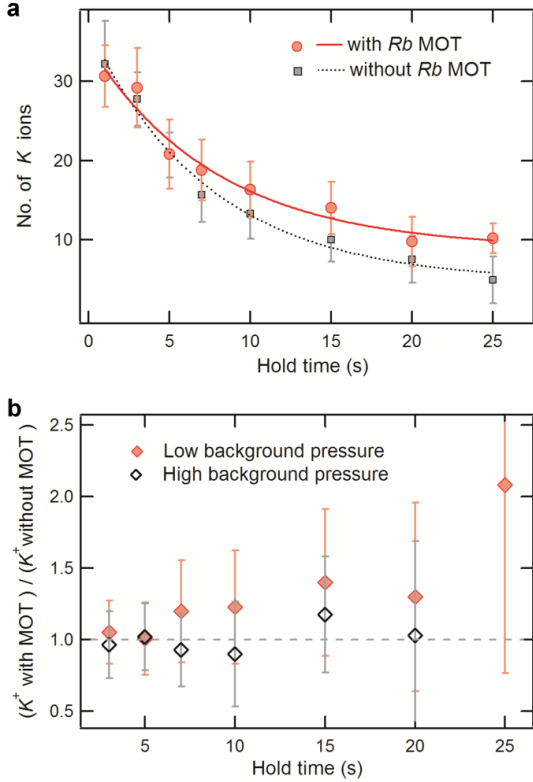 a
with Rb MOT
without Rb MOT
30
20
10
No. of K ions
0
5
10
15
20
25
Hold time (s)
b
2.5
2.0
1.5
1.0
0.5
Low background pressure
High background pressure
(K⁺ with MOT) / (K⁺ without MOT)
5
10
15
20
25
Hold time (s)